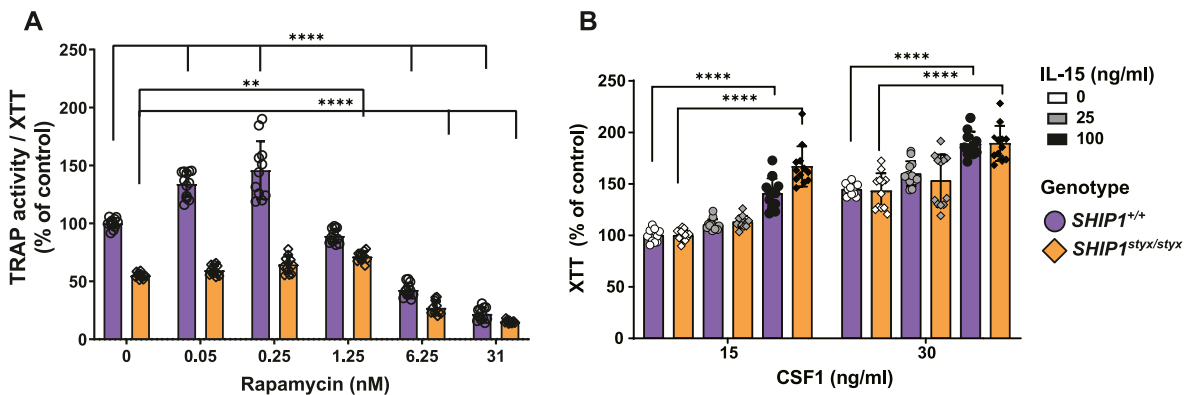 A
B
****
**
****
TRAP activity / XTT
(% of control)
250
200
150
100
50
0
0 0.05 0.25 1.25 6.25 31
Rapamycin (nM)
****
****
****
****
XTT (% of control)
250
200
150
100
50
0
15 30
CSF1 (ng/ml)
IL-15 (ng/ml)
0
25
100
Genotype
SHIP1+/+
SHIP1styx/styx